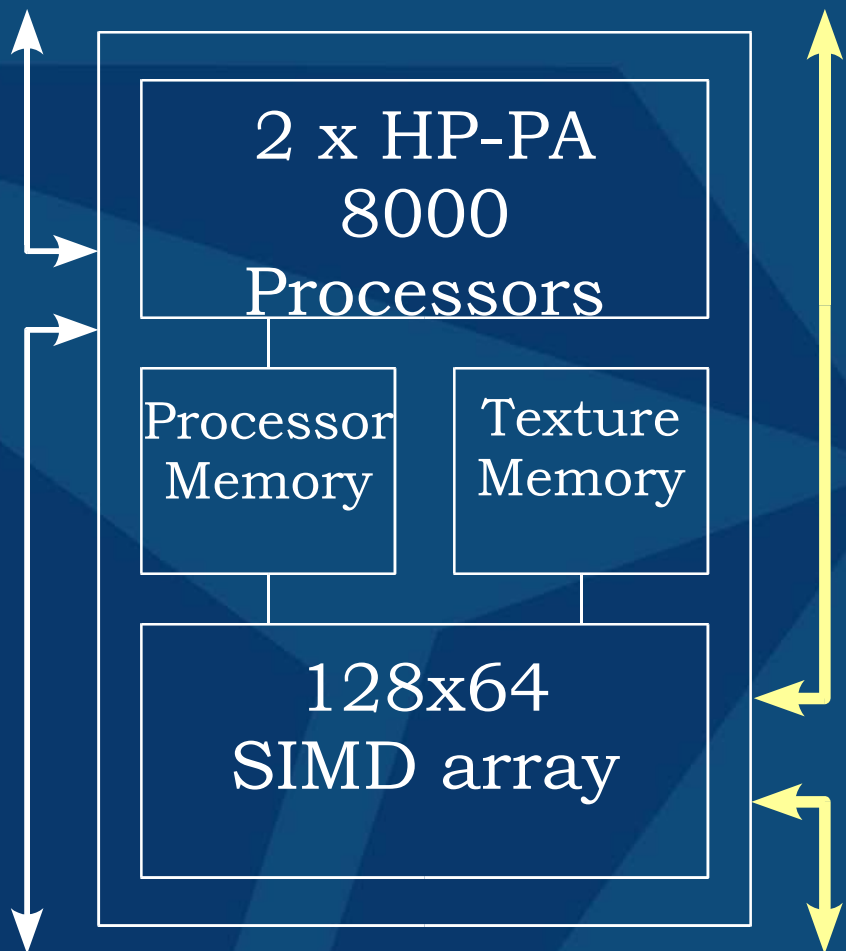 2 x HP-PA
8000
Processors
Processor
Memory
Texture
Memory
128x64
SIMD array